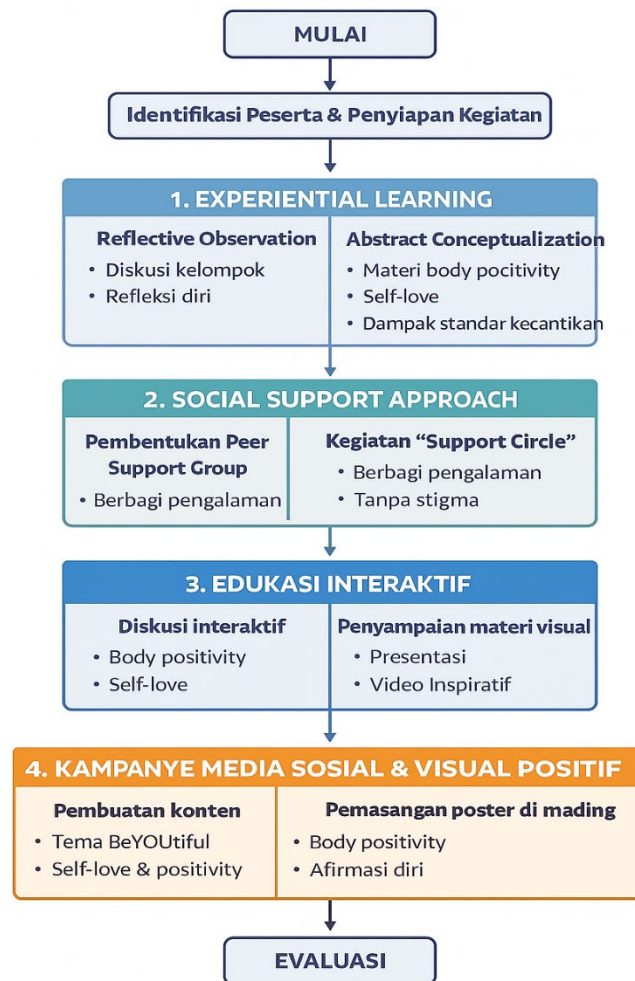 MULAI
Identifikasi Peserta & Penyiapan Kegiatan
1. EXPERIENTIAL LEARNING
Reflective Observation
• Diskusi kelompok
• Refleksi diri
Abstract Conceptualization
• Materi body pocitivity
• Self-love
• Dampak standar kecantikan
2. SOCIAL SUPPORT APPROACH
Pembentukan Peer
Support Group
• Berbagi pengalaman
Kegiatan “Support Circle”
• Berbagi pengalaman
• Tanpa stigma
3. EDUKASI INTERAKTIF
Diskusi interaktif
• Body positivity
• Self-love
Penyampaian materi visual
• Presentasi
• Video Inspiratif
4. KAMPANYE MEDIA SOSIAL & VISUAL POSITIF
Pembuatan konten
• Tema BeYOUtiful
• Self-love & positivity
Pemasangan poster di mading
• Body positivity
• Afirmasi diri
EVALUASI